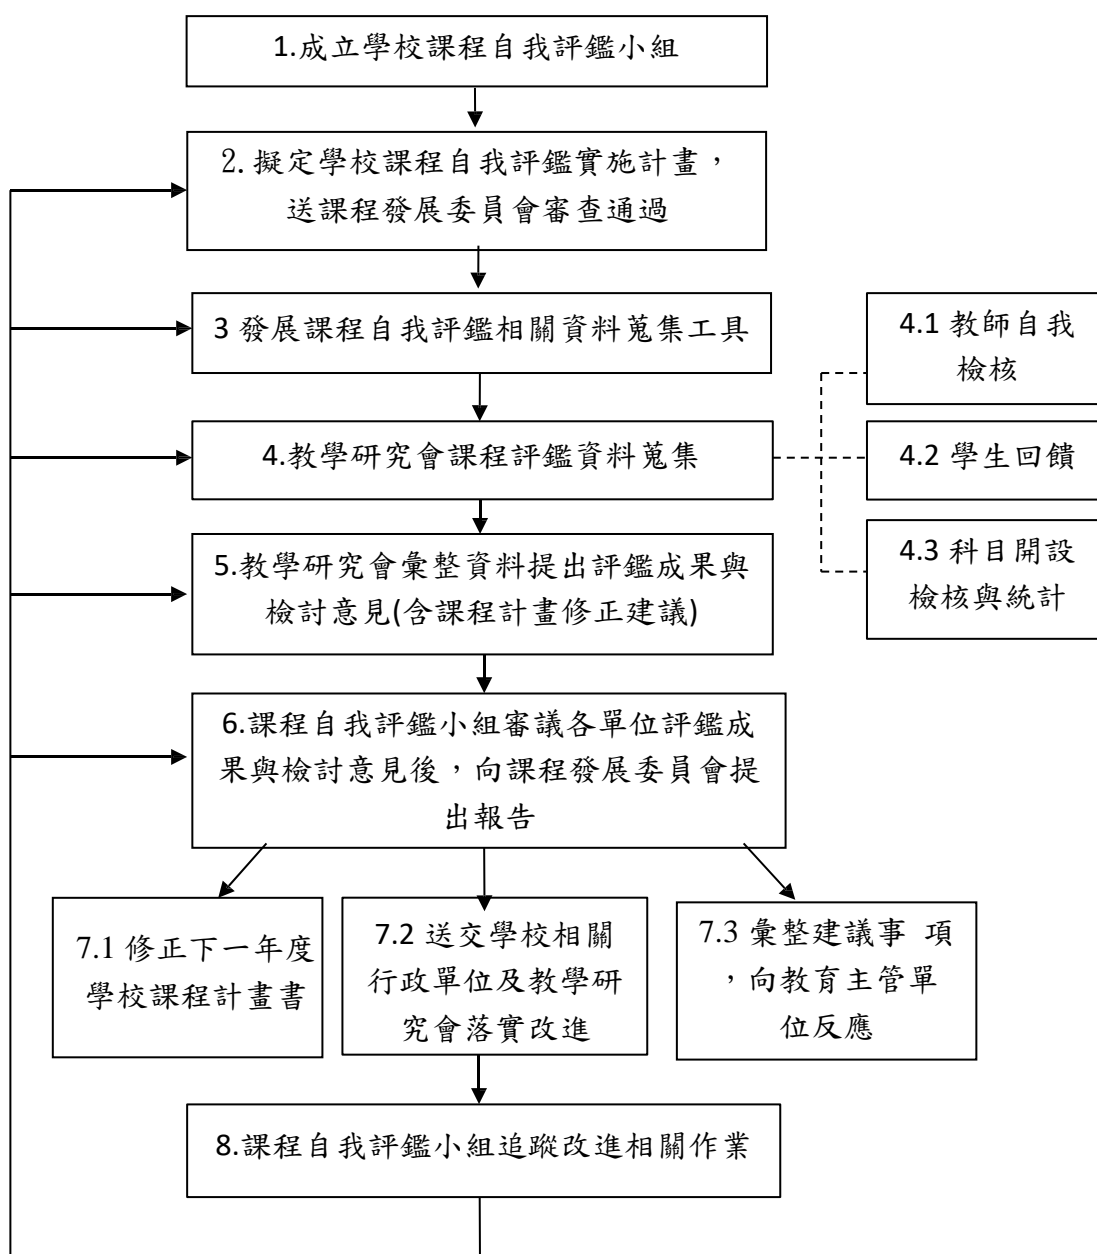 1.成立學校課程自我評鑑小組
2.擬定學校課程自我評鑑實施計畫，
送課程發展委員會審查通過
3 發展課程自我評鑑相關資料蒐集工具
4.教學研究會課程評鑑資料蒐集
4.1 教師自我
檢核
4.2 學生回饋
4.3 科目開設
檢核與統計
5.教學研究會彙整資料提出評鑑成果與
檢討意見(含課程計畫修正建議)
6.課程自我評鑑小組審議各單位評鑑成
果與檢討意見後，向課程發展委員會提
出報告
7.1 修正下一年度
學校課程計畫書
7.2 送交學校相關
行政單位及教學研
究會落實改進
7.3 彙整建議事 項
，向教育主管單
位反應
8.課程自我評鑑小組追蹤改進相關作業